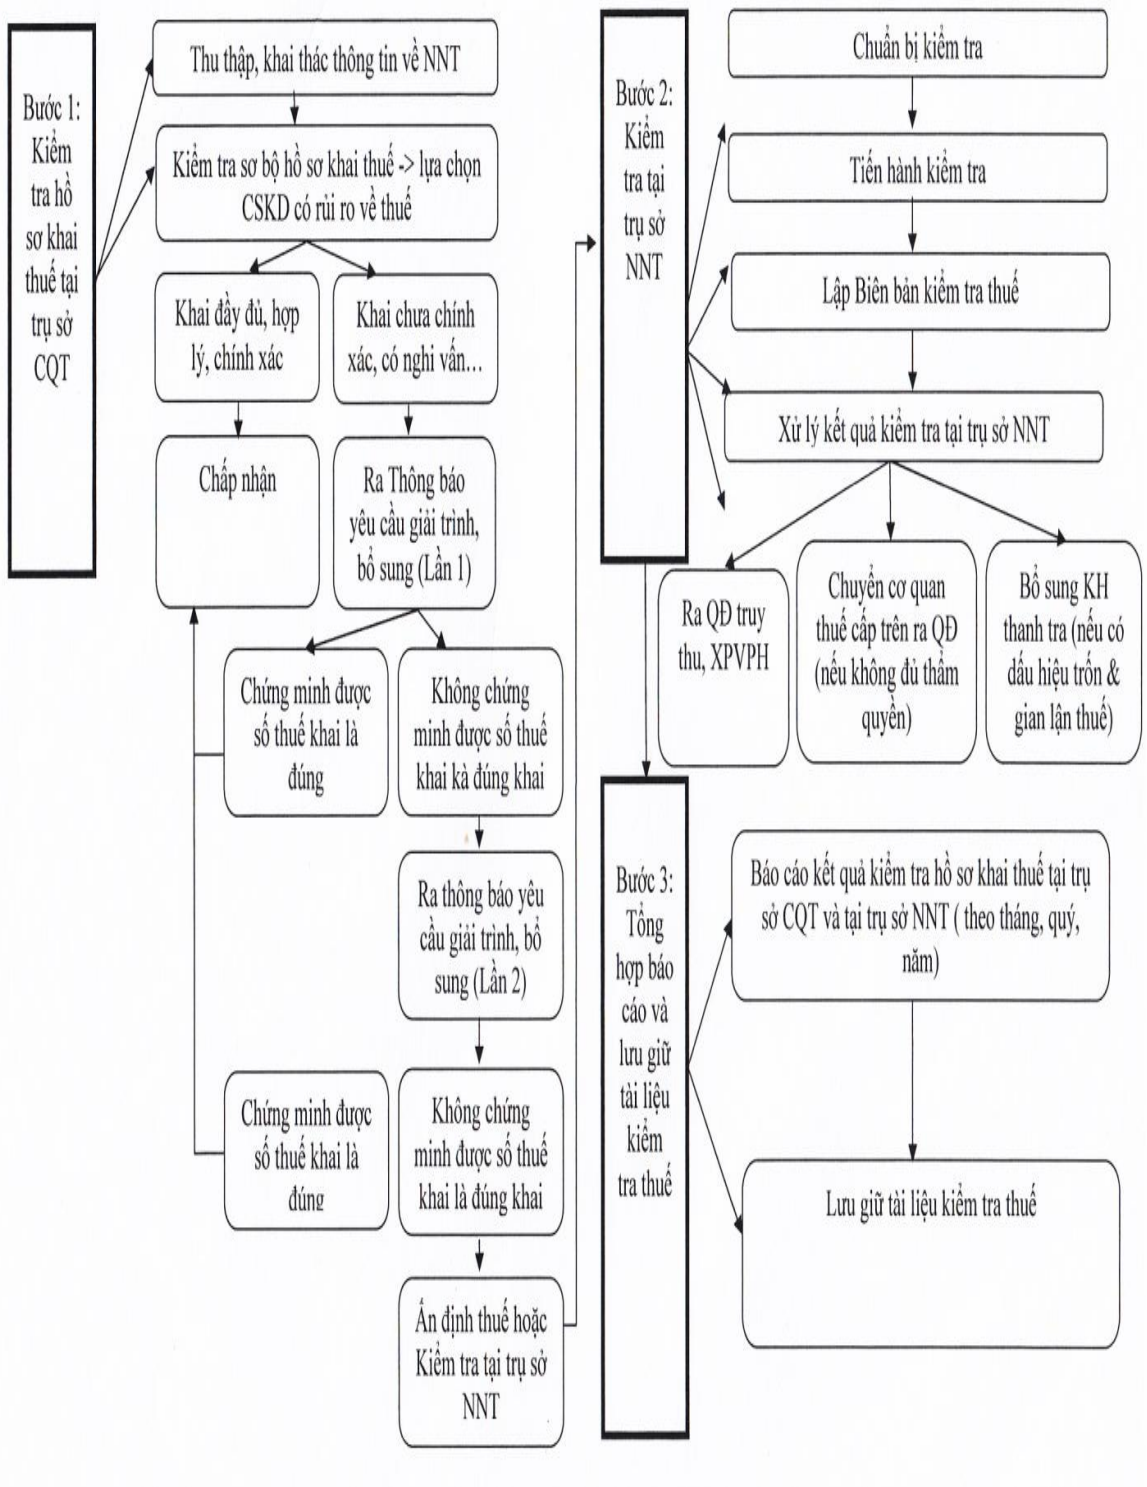 Bước 1:
Kiểm
tra hồ
sơ khai
thuế tại
trụ sở
CQT
Thu thập, khai thác thông tin về NNT
Kiểm tra sơ bộ hồ sơ khai thuế -> lựa chọn
CSKD có rủi ro về thuế
Khai đầy đủ, hợp
lý, chính xác
Khai chưa chính
xác, có nghi vấn...
Chấp nhận
Ra Thông báo
yêu cầu giải trình,
bổ sung (Lần 1)
Chứng minh được
số thuế khai là
đúng
Không chứng
minh được số thuế
khai kà đúng khai
Ra thông báo yêu
cầu giải trình, bổ
sung (Lần 2)
Chứng minh được
số thuế khai là
đúng
Không chứng
minh được số thuế
khai là đúng khai
Ấn định thuế hoặc
Kiểm tra tại trụ sở
NNT
Bước 2:
Kiểm
tra tại
trụ sở
NNT
Chuẩn bị kiểm tra
Tiến hành kiểm tra
Lập Biên bản kiểm tra thuế
Xử lý kết quả kiểm tra tại trụ sở NNT
Ra QĐ truy
thu, XPVPH
Chuyển cơ quan
thuế cấp trên ra QĐ
(nếu không đủ thẩm
quyền)
Bổ sung KH
thanh tra (nếu có
dấu hiệu trốn &
gian lận thuế)
Bước 3:
Tổng
hợp báo
cáo và
lưu giữ
tài liệu
kiểm
tra thuế
Báo cáo kết quả kiểm tra hồ sơ khai thuế tại trụ
sở CQT và tại trụ sở NNT ( theo tháng, quý,
năm)
Lưu giữ tài liệu kiểm tra thuế